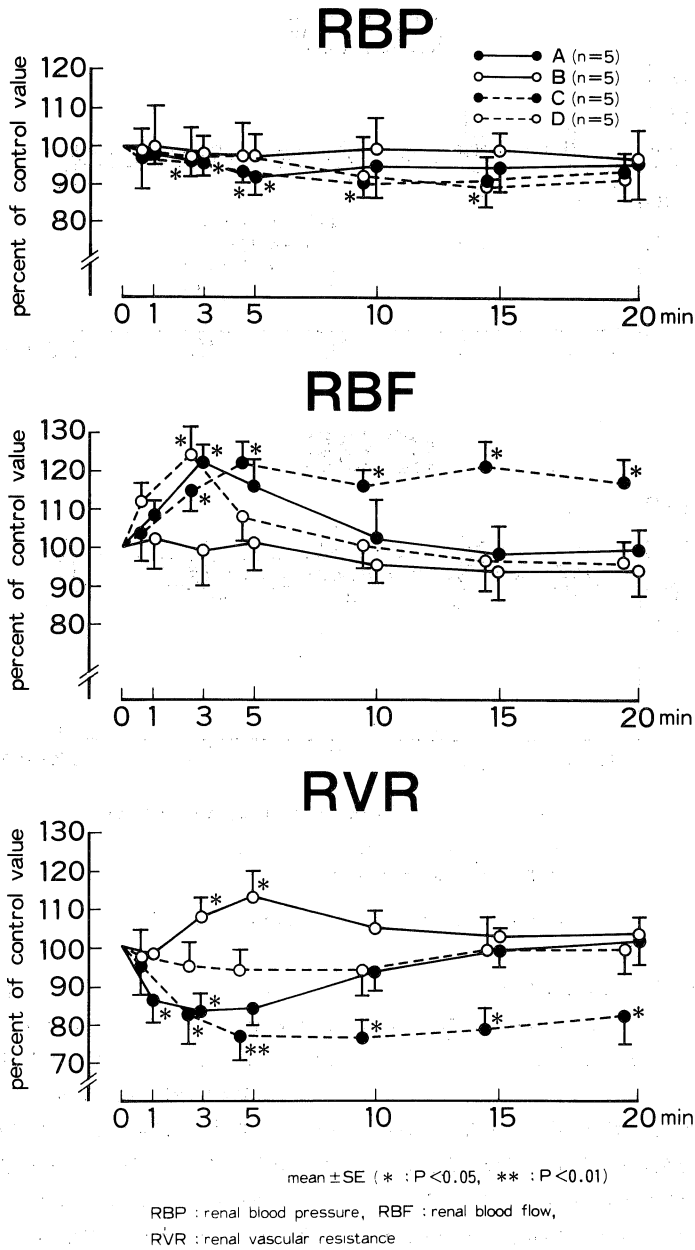 RBP
A (n=5)
B (n=5)
C (n=5)
D (n=5)
percent of control value
120
110
100
90
80
* * * * * *
0 1 3 5 10 15 20 min
RBF
percent of control value
130
120
110
100
90
80
* * * * * * *
0 1 3 5 10 15 20 min
RVR
percent of control value
130
120
110
100
90
80
70
* * * * * ** * * *
0 1 3 5 10 15 20 min
mean ±SE ( * : P<0.05, ** : P<0.01)
RBP : renal blood pressure, RBF : renal blood flow,
RVR : renal vascular resistance